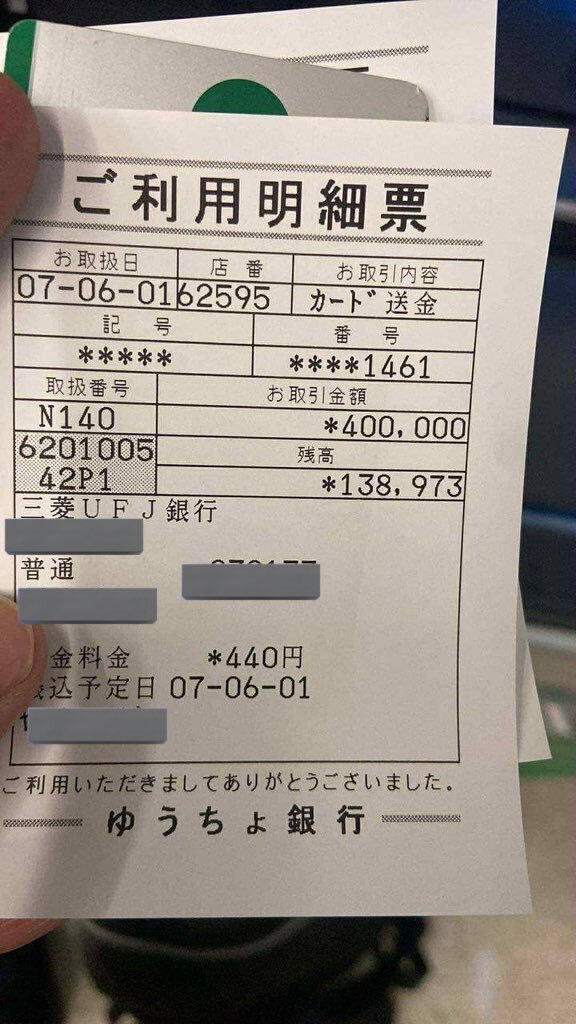 ご利用明細票
お取扱日 店番 お取引内容
07-06-01 62595 カード送金
記号 番号
***** ****1461
取扱番号 お取引金額
N140 *400,000
6201005 残高
42P1 *138,973
三菱UFJ銀行
普通
金料金 *440円
込予定日 07-06-01
ご利用いただきましてありがとうございました。
ゆうちょ銀行